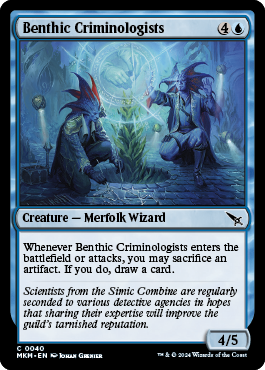 Benthic Criminologists 4
Creature — Merfolk Wizard
Whenever Benthic Criminologists enters the
battlefield or attacks, you may sacrifice an
artifact. If you do, draw a card.
Scientists from the Simic Combine are regularly
seconded to various detective agencies in hopes
that sharing their expertise will improve the
guild's tarnished reputation.
4/5
C 0040
MKM • EN Johan Grenier
™ & © 2024 Wizards of the Coast